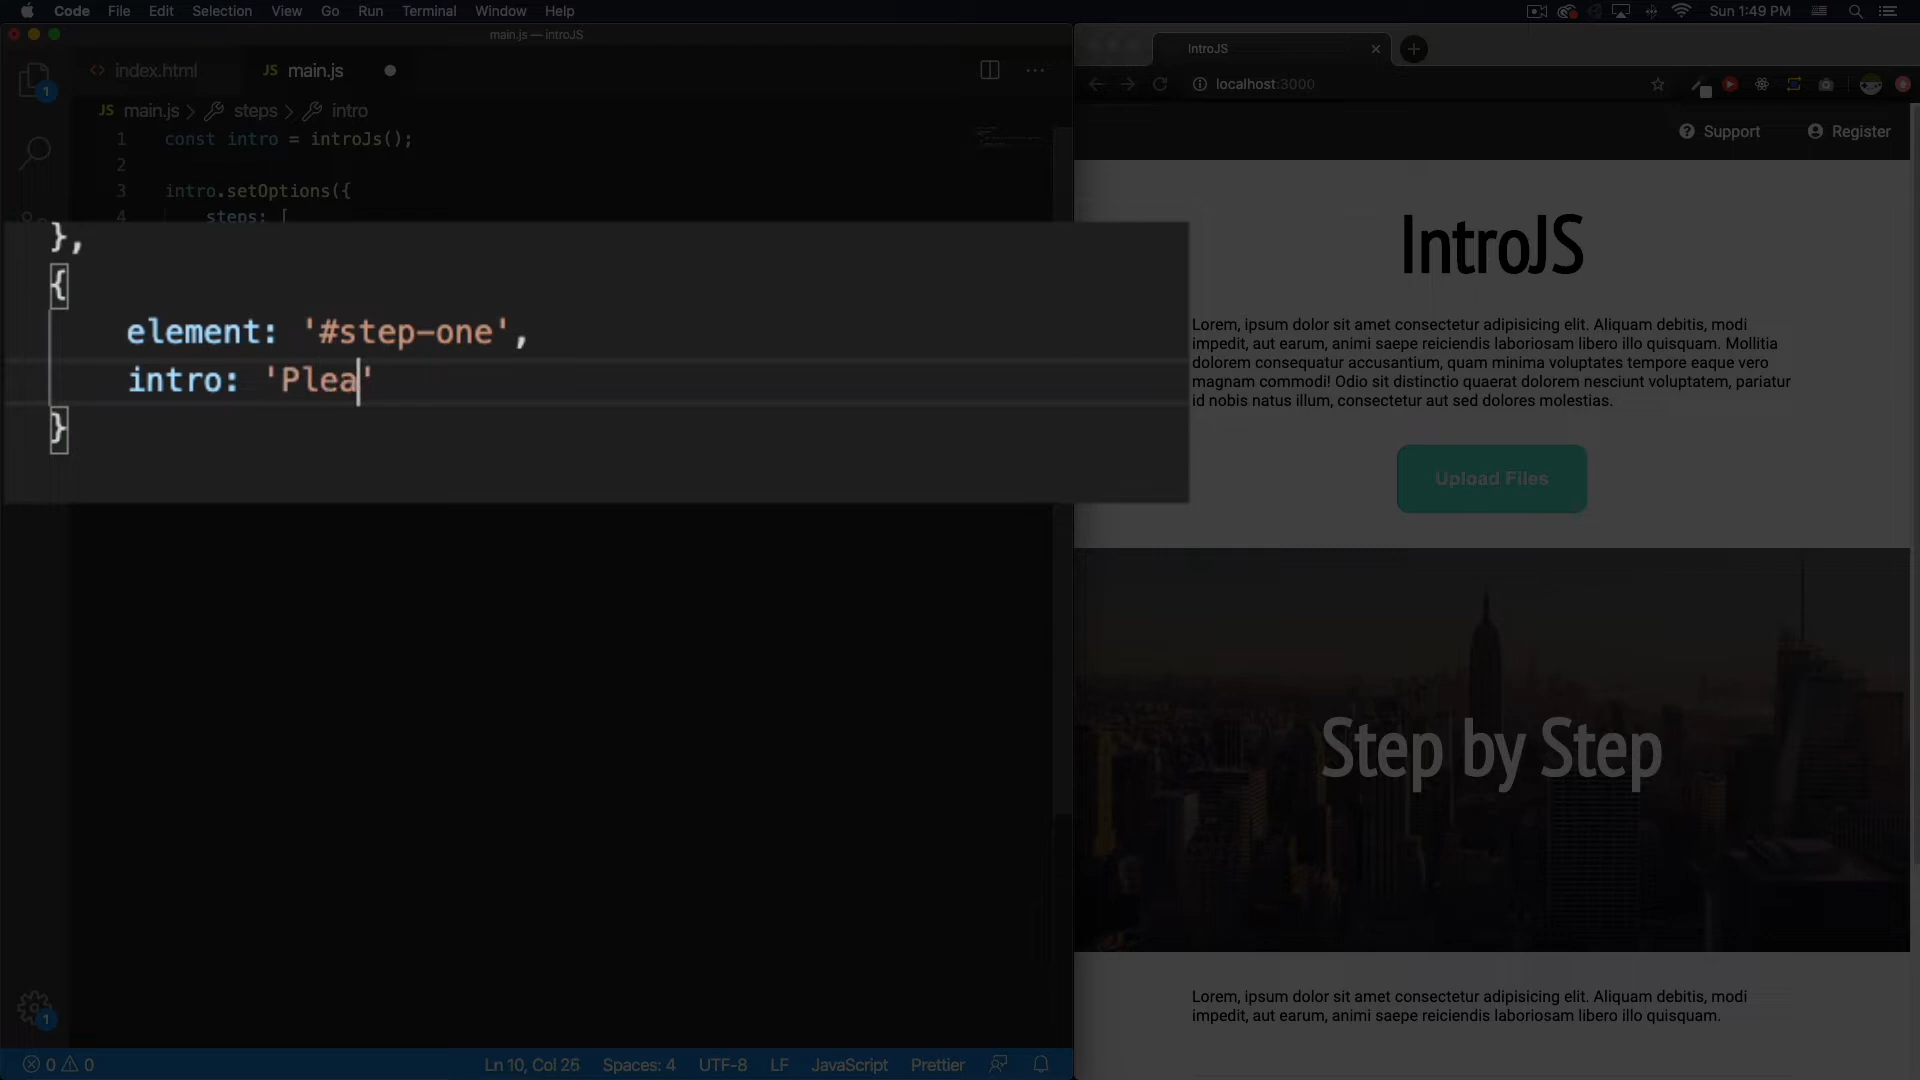 Code File Edit Selection View Go Run Terminal Window Help
Sun 1:49 PM
main.js — introJS
index.html
JS main.js
1
JS main.js > steps > intro
1 const intro = introJs();
2
3 intro.setOptions({
4 steps: [
},
{
element: '#step-one',
intro: 'Plea'
}
1
0 0
Ln 10, Col 25 Spaces: 4 UTF-8 LF JavaScript Prettier
IntroJS
localhost:3000
Support Register
IntroJS
Lorem, ipsum dolor sit amet consectetur adipisicing elit. Aliquam debitis, modi
impedit, aut earum, animi saepe reiciendis laboriosam libero illo quisquam. Mollitia
dolorem consequatur accusantium, quam minima voluptates tempore eaque vero
magnam commodi! Odio sit distinctio quaerat dolorem nesciunt voluptatem, pariatur
id nobis natus illum, consectetur aut sed dolores molestias.
Upload Files
Step by Step
Lorem, ipsum dolor sit amet consectetur adipisicing elit. Aliquam debitis, modi
impedit, aut earum, animi saepe reiciendis laboriosam libero illo quisquam.